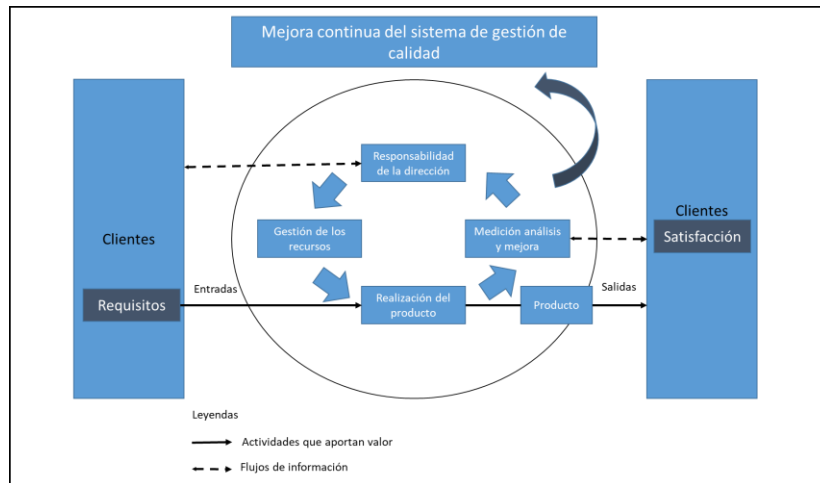 Mejora continua del sistema de gestión de
calidad
Responsabilidad
de la dirección
Clientes
Gestión de los
recursos
Medición análisis
y mejora
Clientes
Satisfacción
Requisitos
Entradas
Realización del
producto
Producto
Salidas
Leyendas
Actividades que aportan valor
Flujos de información